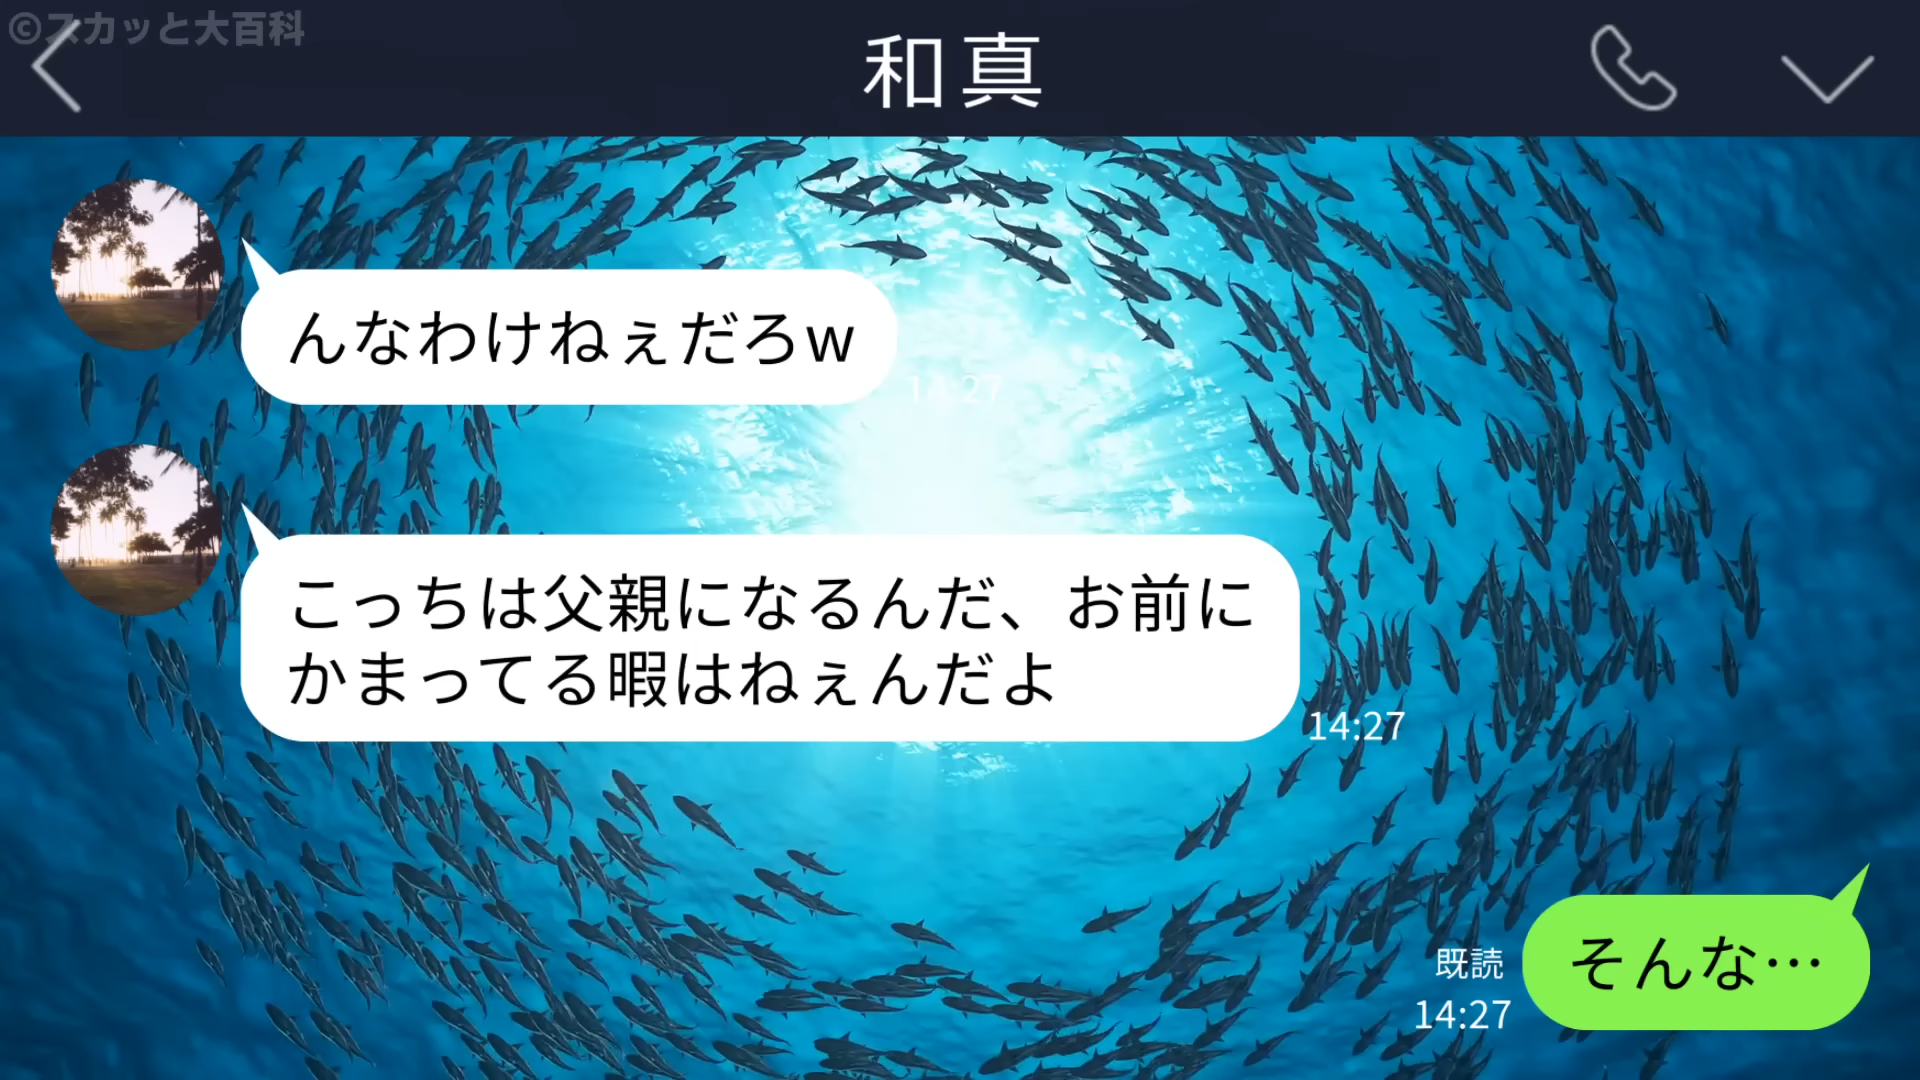 ©スカッと大百科
和真
んなわけねぇだろw
14:27
こっちは父親になるんだ、お前に
かまってる暇はねぇんだよ
14:27
そんな…
既読
14:27